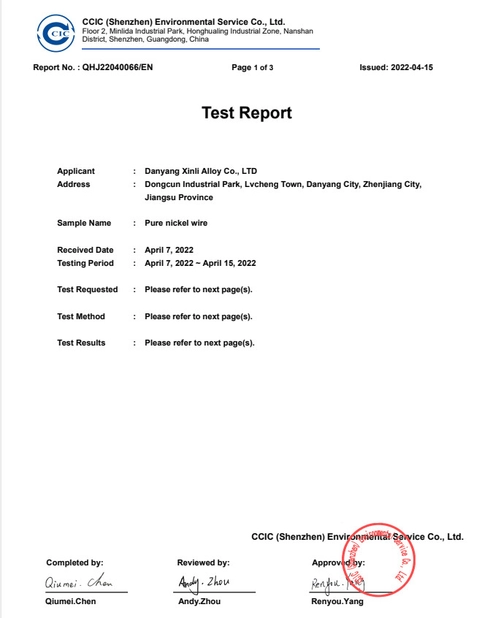 CCIC
CCIC (Shenzhen) Environmental Service Co., Ltd.
Floor 2, Minlida Industrial Park, Honghualing Industrial Zone, Nanshan
District, Shenzhen, Guangdong, China
Report No. : QHJ22040066/EN Page 1 of 3 Issued: 2022-04-15
Test Report
Applicant : Danyang Xinli Alloy Co., LTD
Address : Dongcun Industrial Park, Lvcheng Town, Danyang City, Zhenjiang City,
Jiangsu Province
Sample Name : Pure nickel wire
Received Date : April 7, 2022
Testing Period : April 7, 2022 ~ April 15, 2022
Test Requested : Please refer to next page(s).
Test Method : Please refer to next page(s).
Test Results : Please refer to next page(s).
CCIC (Shenzhen) Environmental Service Co., Ltd.
Completed by: Reviewed by: Approved by:
Qiumei. Chen Andy. Zhou Renyou. Yang
Qiumei.Chen Andy.Zhou Renyou.Yang